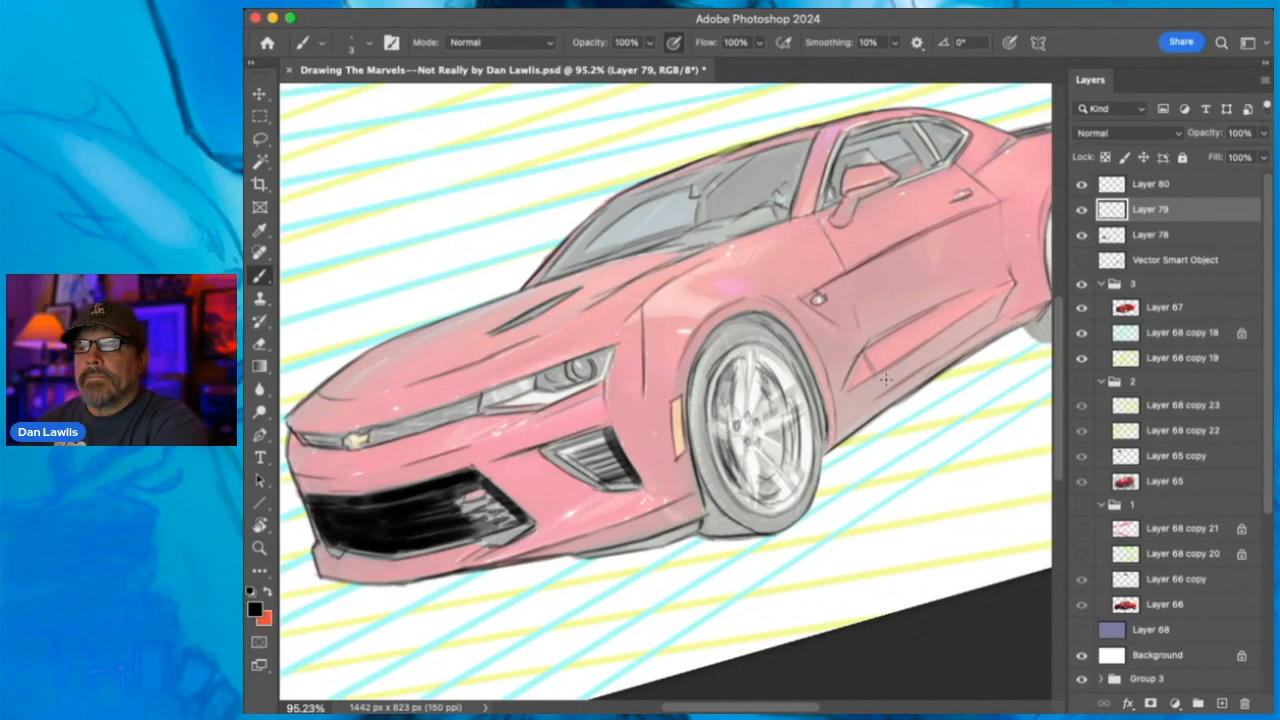 Adobe Photoshop 2024
3
Mode: Normal
Opacity: 100%
Flow: 100%
Smoothing: 10%
0°
Share
Drawing The Marvels--Not Really by Dan Lawlis.psd @ 95.2% (Layer 79, RGB/8*) *
Layers
Kind
Normal
Opacity: 100%
Lock:
Fill: 100%
Layer 80
Layer 79
Layer 78
Vector Smart Object
3
Layer 67
Layer 68 copy 18
Layer 68 copy 19
2
Layer 68 copy 23
Layer 68 copy 22
Layer 65 copy
Layer 65
1
Layer 68 copy 21
Layer 68 copy 20
Layer 66 copy
Layer 66
Layer 68
Background
Group 3
fx
Dan Lawlis
95.23%
1442 px x 823 px (150 ppi)